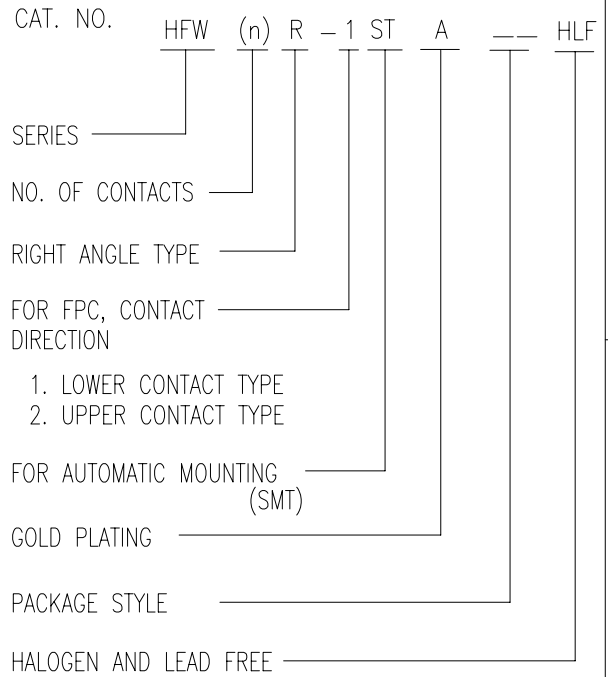 CAT. NO.
HFW (n) R – 1 ST A __ __ HLF
SERIES
NO. OF CONTACTS
RIGHT ANGLE TYPE
FOR FPC, CONTACT
DIRECTION
1. LOWER CONTACT TYPE
2. UPPER CONTACT TYPE
FOR AUTOMATIC MOUNTING
(SMT)
GOLD PLATING
PACKAGE STYLE
HALOGEN AND LEAD FREE